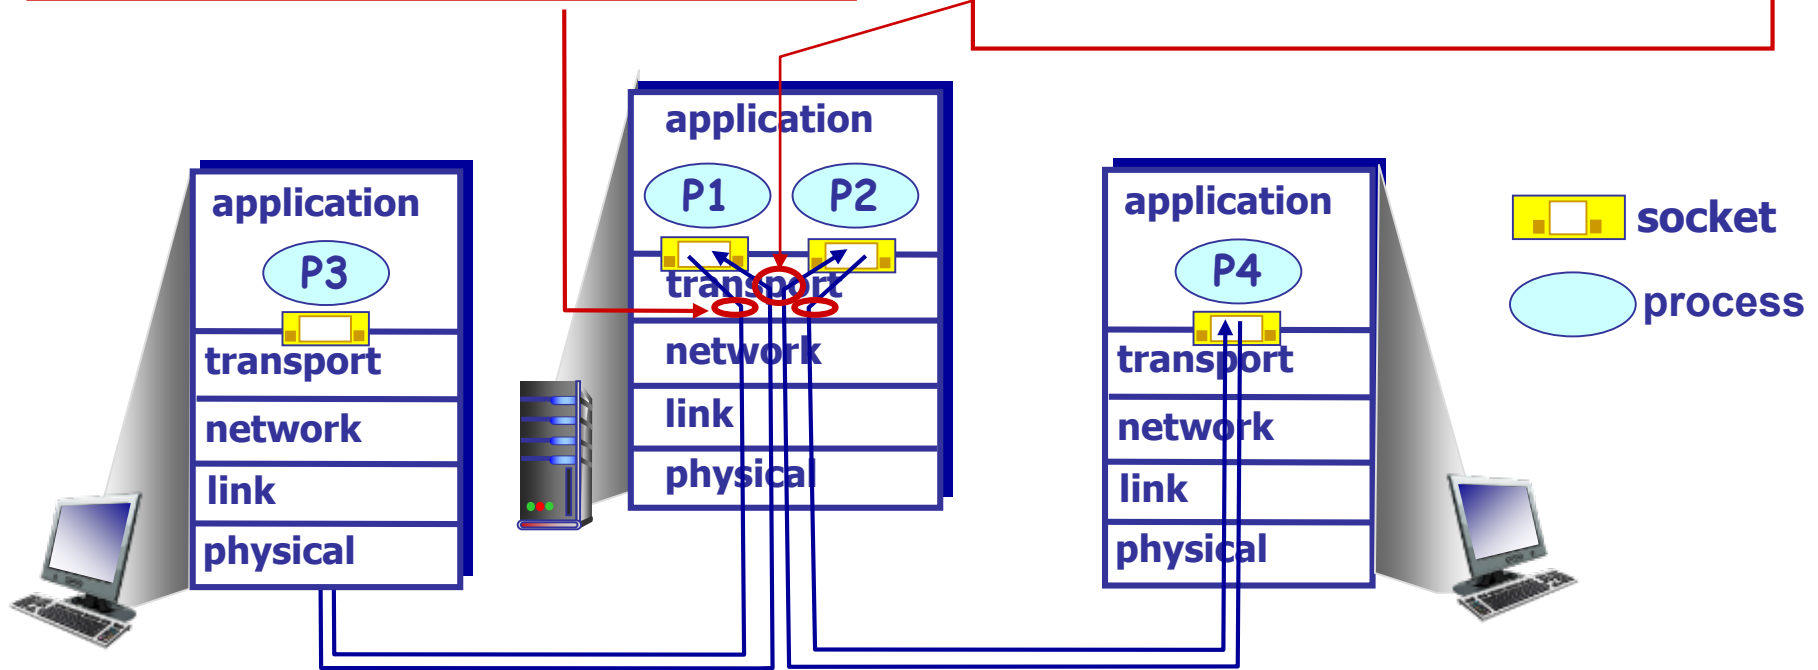 application
P1 P2
transport
network
link
physical
application
P3
transport
network
link
physical
application
P4
transport
network
link
physical
socket
process